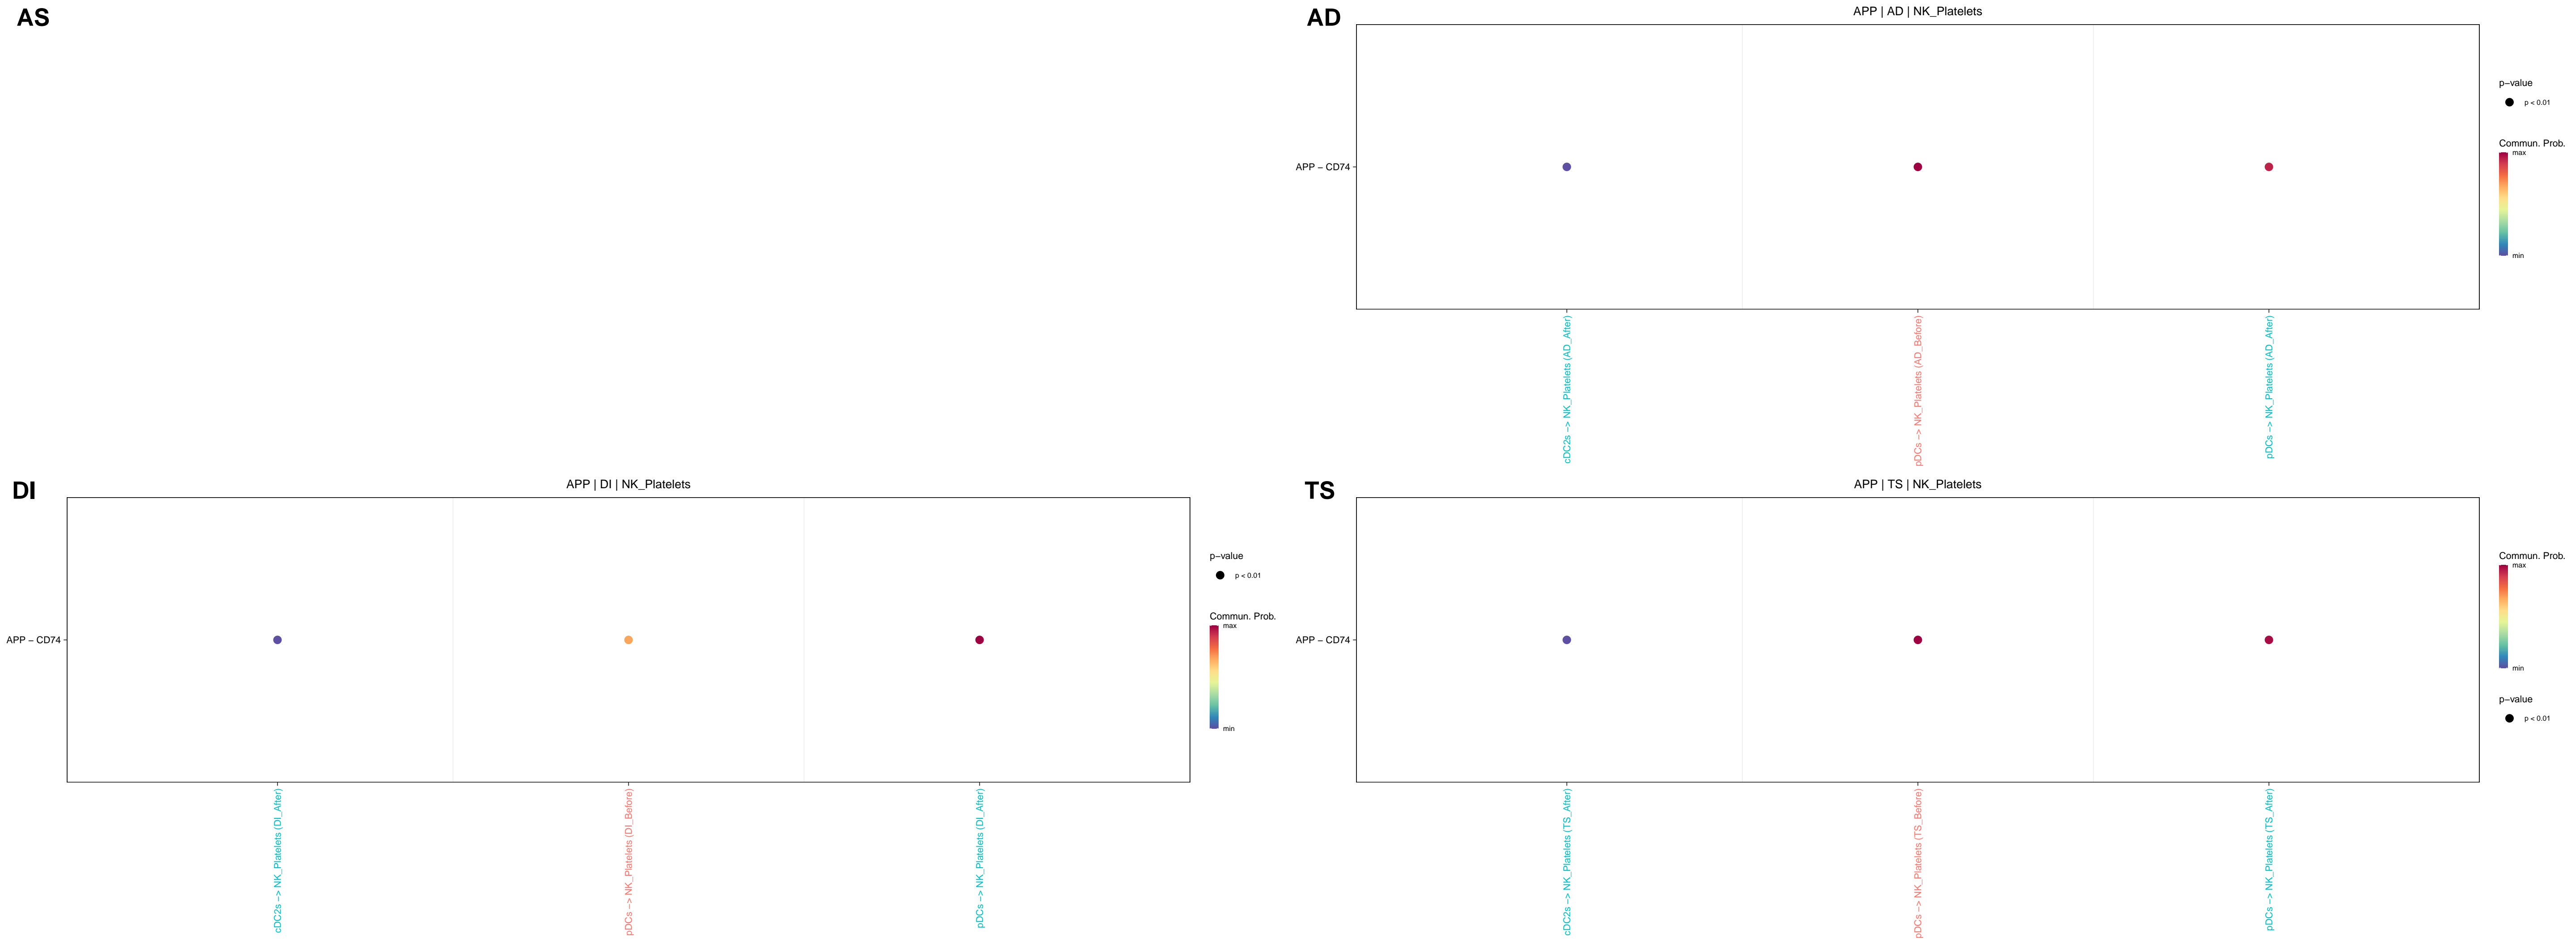 AS
AD
APP | AD | NK_Platelets
APP – CD74
p–value
p < 0.01
Commun. Prob.
max
min
cDC2s –> NK_Platelets (AD_After)
pDCs –> NK_Platelets (AD_Before)
pDCs –> NK_Platelets (AD_After)
DI
APP | DI | NK_Platelets
APP – CD74
p–value
p < 0.01
Commun. Prob.
max
min
cDC2s –> NK_Platelets (DI_After)
pDCs –> NK_Platelets (DI_Before)
pDCs –> NK_Platelets (DI_After)
TS
APP | TS | NK_Platelets
APP – CD74
Commun. Prob.
max
min
p–value
p < 0.01
cDC2s –> NK_Platelets (TS_After)
pDCs –> NK_Platelets (TS_Before)
pDCs –> NK_Platelets (TS_After)